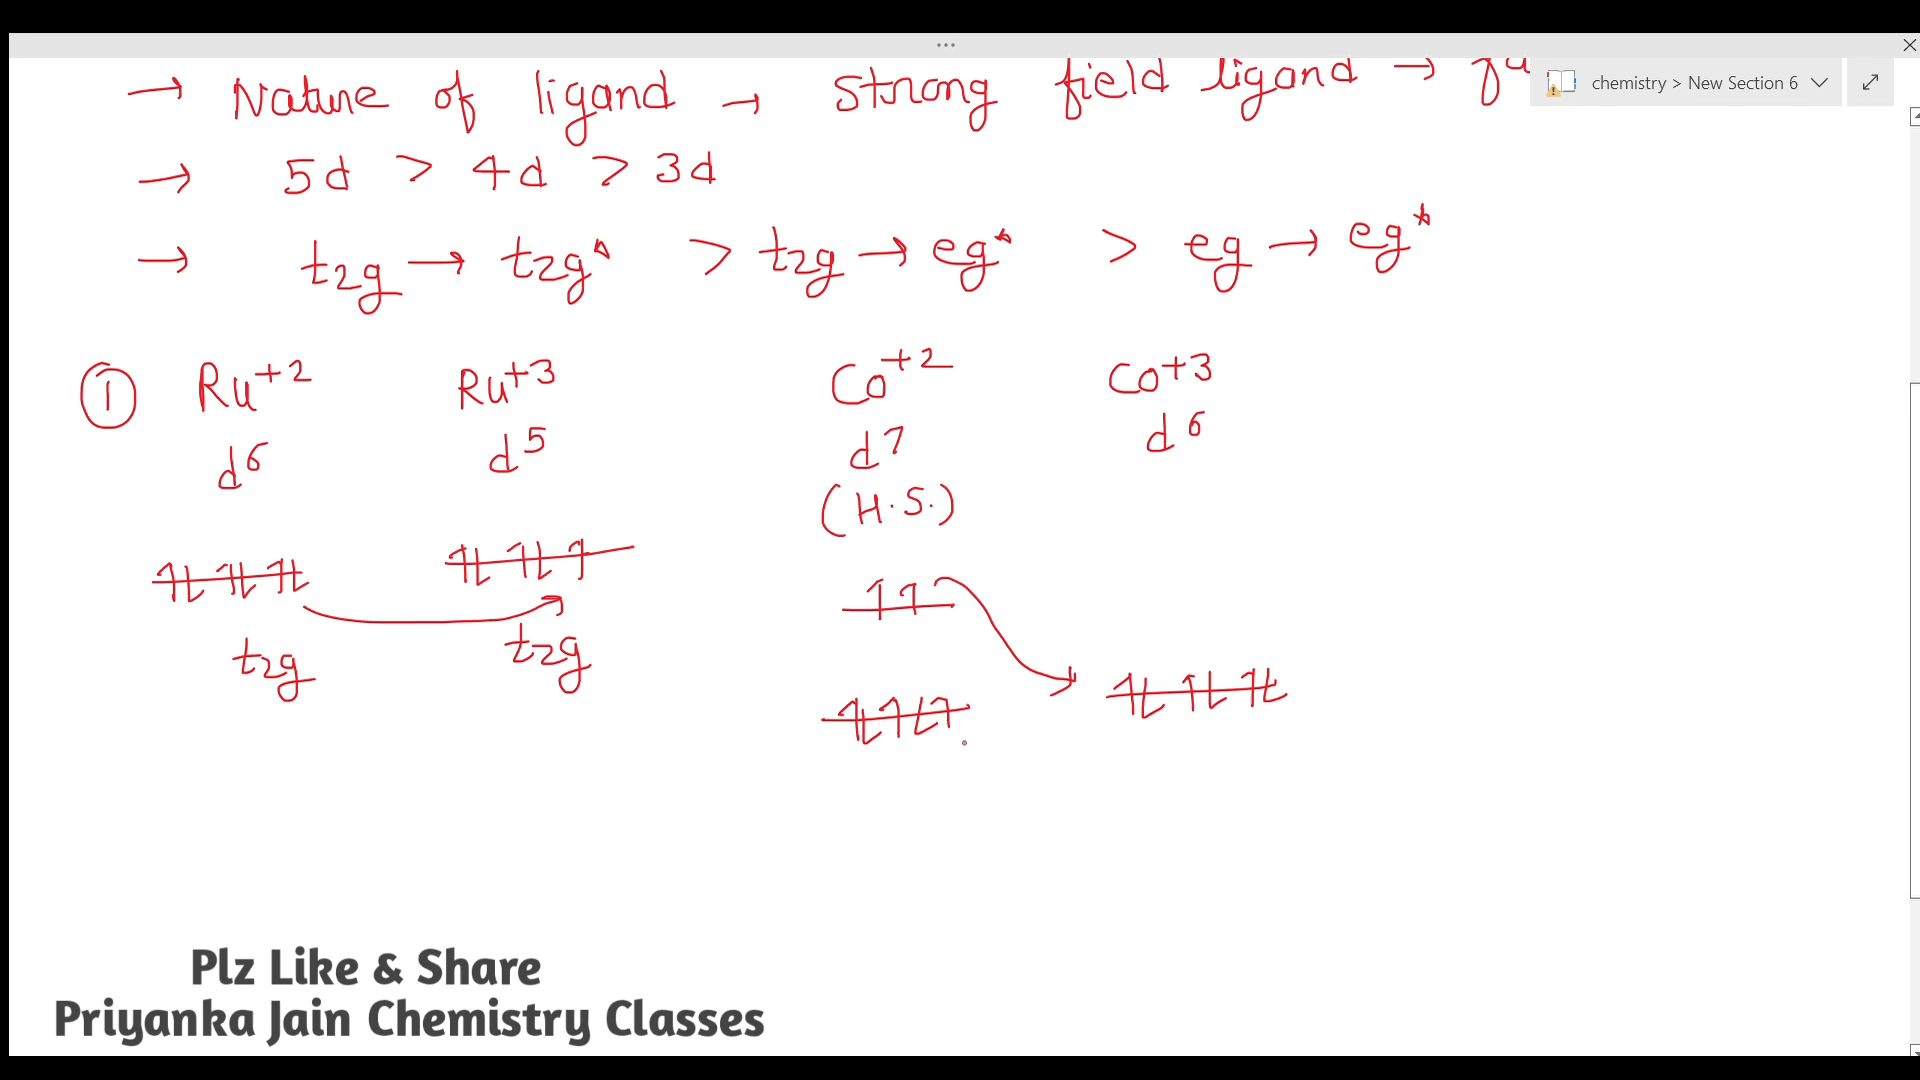 → Nature of ligand → strong field ligand →
chemistry > New Section 6
→ 5d > 4d > 3d
→ t2g → t2g* > t2g → eg* > eg → eg*
① Ru+2 Ru+3 Co+2 Co+3
d6 d5 d7 d6
(H.S.)
t2g t2g
Plz Like & Share
Priyanka Jain Chemistry Classes